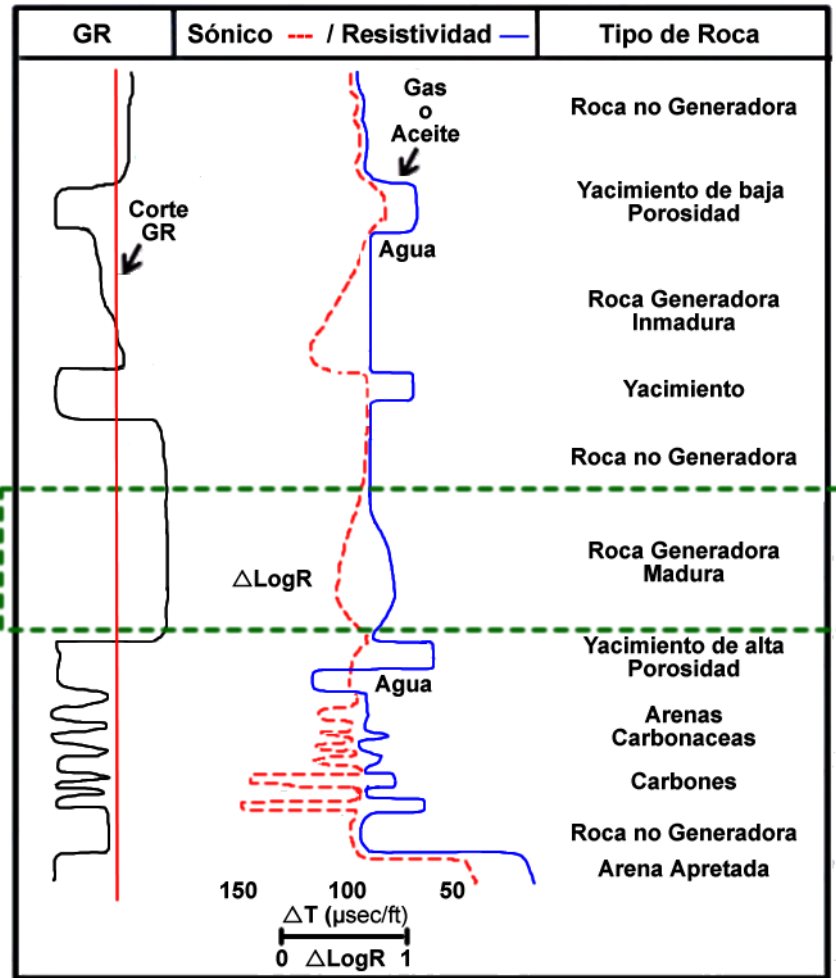 GR
Sónico --- / Resistividad —
Tipo de Roca
Gas
o
Aceite
Roca no Generadora
Corte
GR
Yacimiento de baja
Porosidad
Agua
Roca Generadora
Inmadura
Yacimiento
Roca no Generadora
△LogR
Roca Generadora
Madura
Yacimiento de alta
Porosidad
Agua
Arenas
Carbonaceas
Carbones
Roca no Generadora
Arena Apretada
150 100 50
△T (µsec/ft)
0 △LogR 1